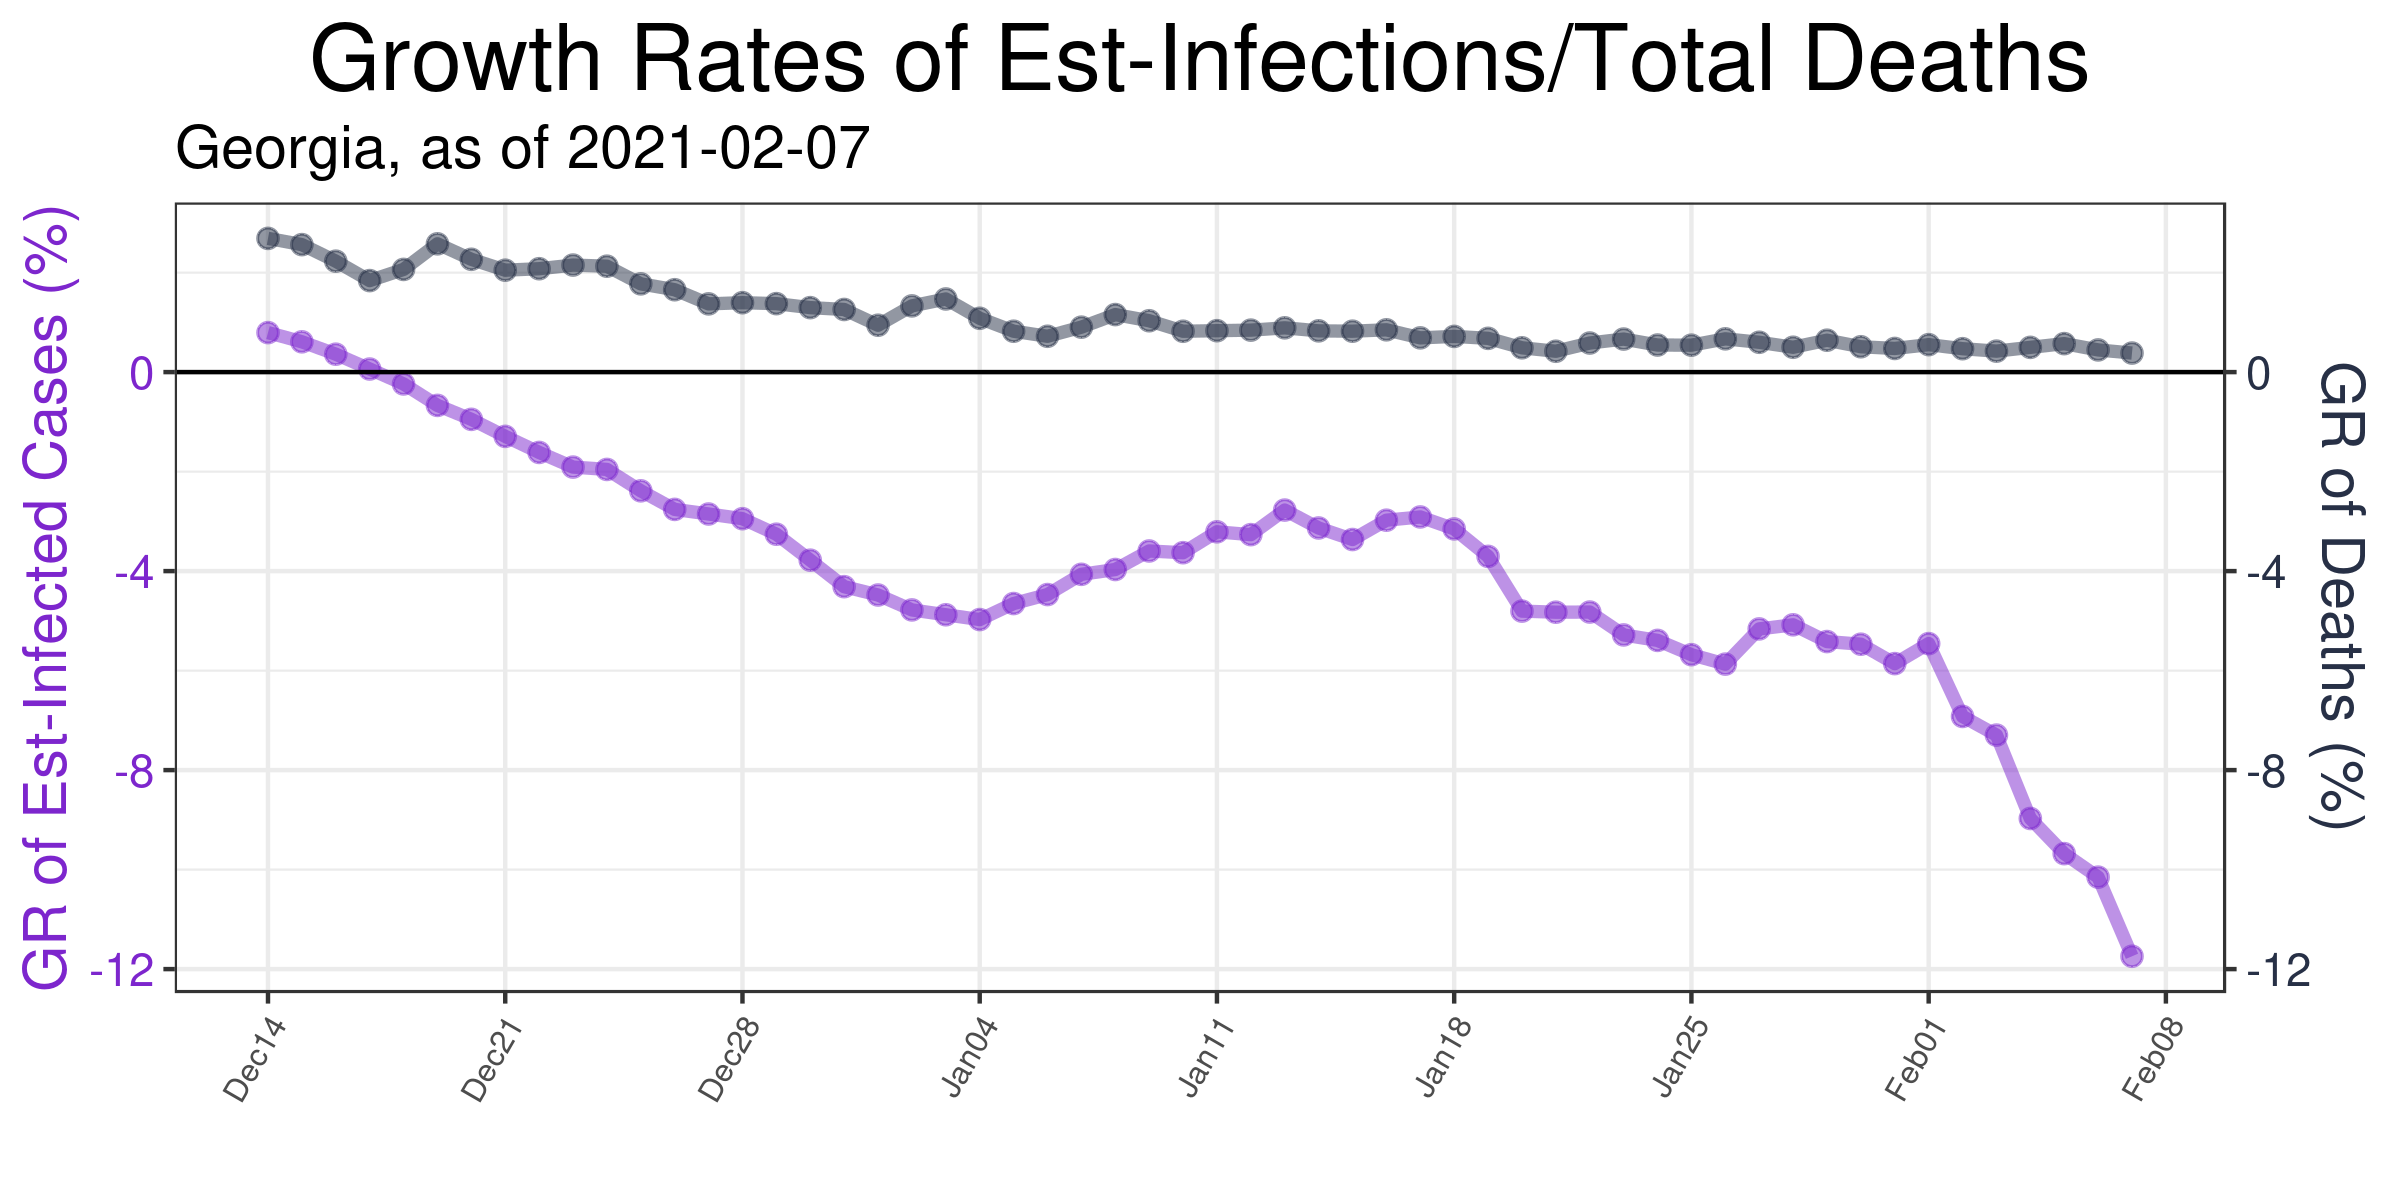 Growth Rates of Est-Infections/Total Deaths
Georgia, as of 2021-02-07
GR of Est-Infected Cases (%)
0
-4
-8
-12
0
-4
-8
-12
GR of Deaths (%)
Dec14
Dec21
Dec28
Jan04
Jan11
Jan18
Jan25
Feb01
Feb08